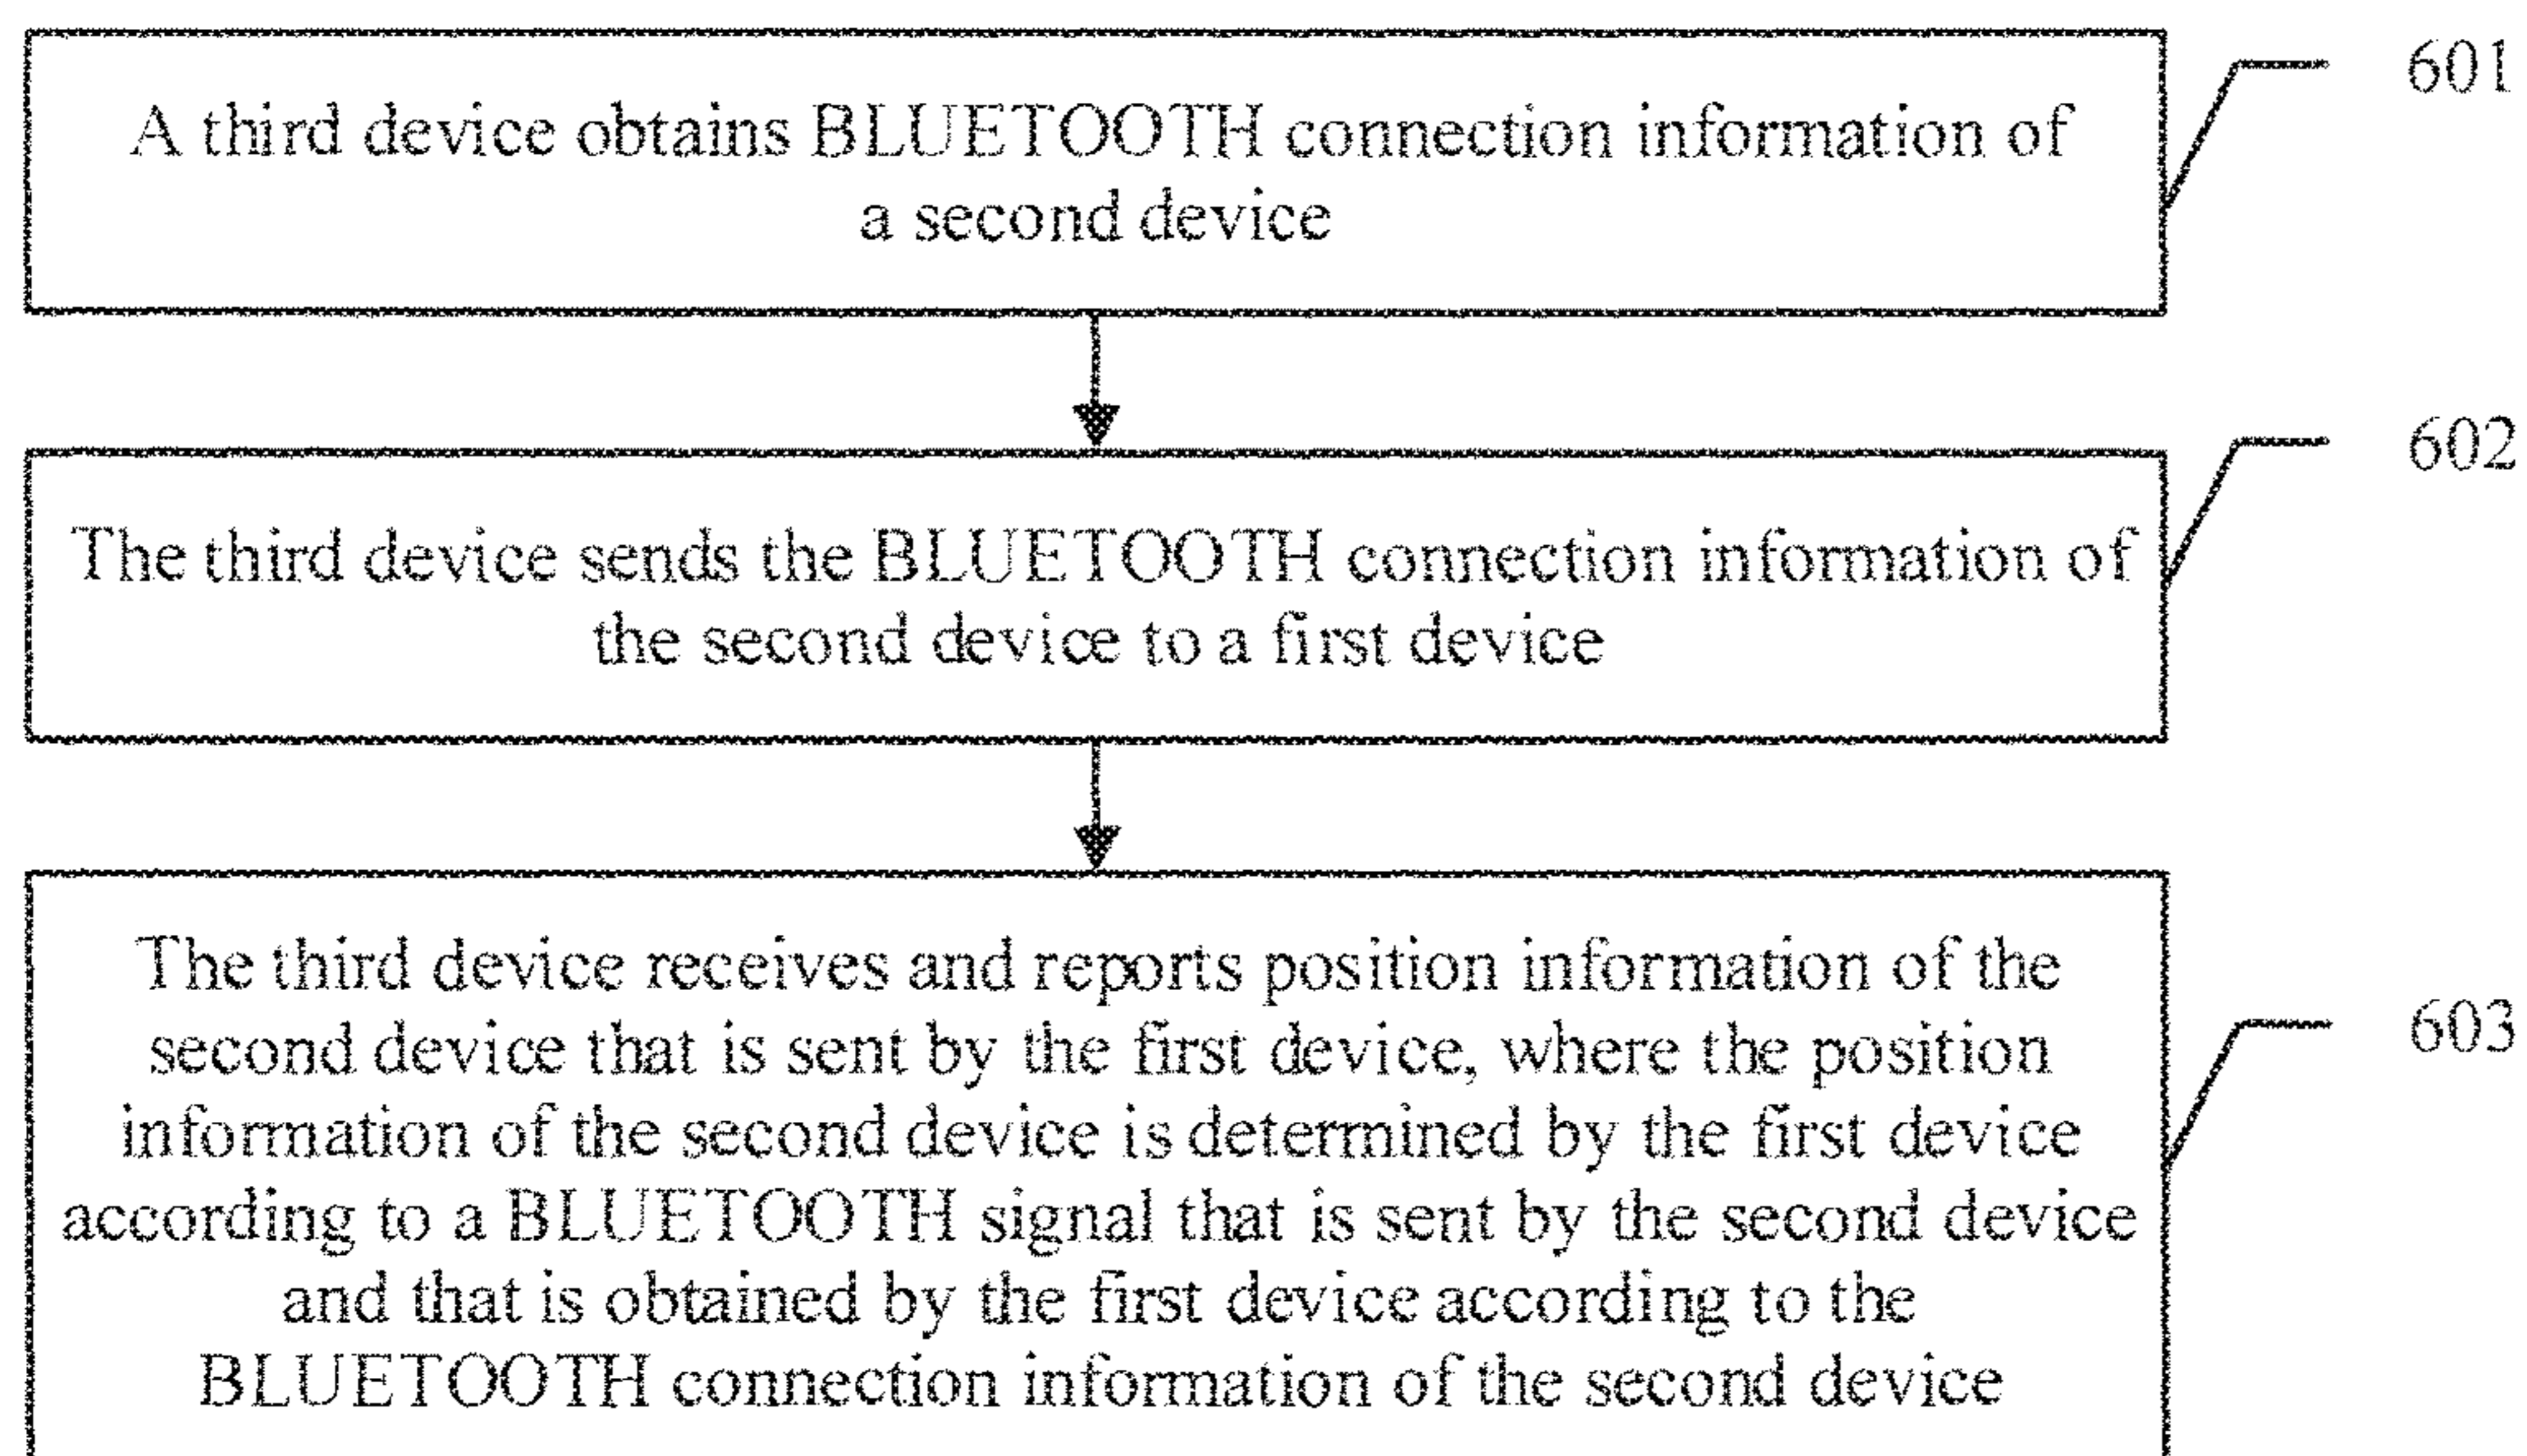 A third device obtains BLUETOOTH connection information of
a second device
601
The third device sends the BLUETOOTH connection information of
the second device to a first device
602
The third device receives and reports position information of the
second device that is sent by the first device, where the position
information of the second device is determined by the first device
according to a BLUETOOTH signal that is sent by the second device
and that is obtained by the first device according to the
BLUETOOTH connection information of the second device
603